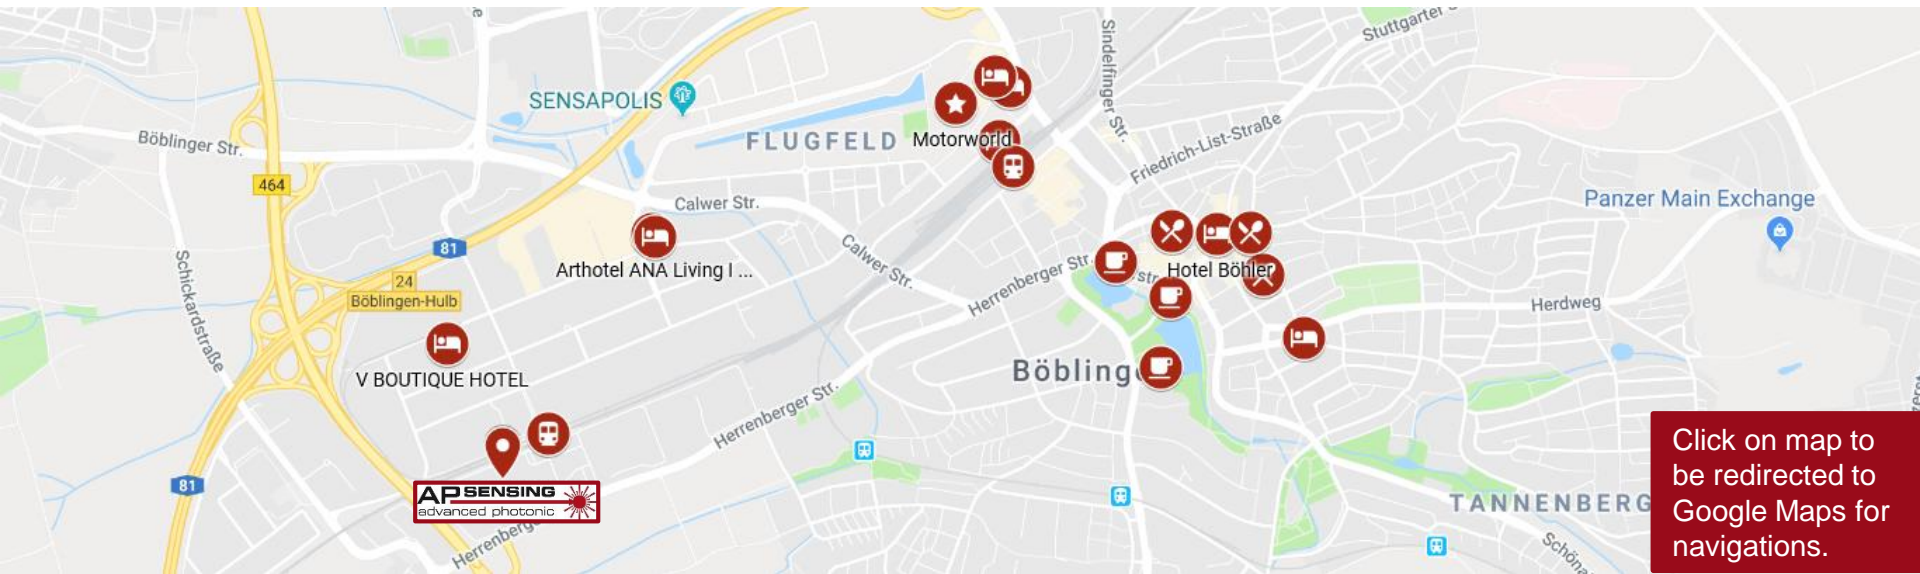 Stuttgarter
Sindelfinger Str.
SENSAPOLIS
FLUGFELD
Motorworld
Friedrich-List-Straße
Böblinger Str.
464
Calwer Str.
Panzer Main Exchange
81
Arthotel ANA Living I ...
Calwer Str.
Herrenberger Str.
str
Hotel Böhler
Schickardstraße
24
Böblingen-Hulb
Herdweg
V BOUTIQUE HOTEL
Herrenberger Str.
81
AP SENSING
advanced photonic
TANNENBERG
Click on map to
be redirected to
Google Maps for
navigations.